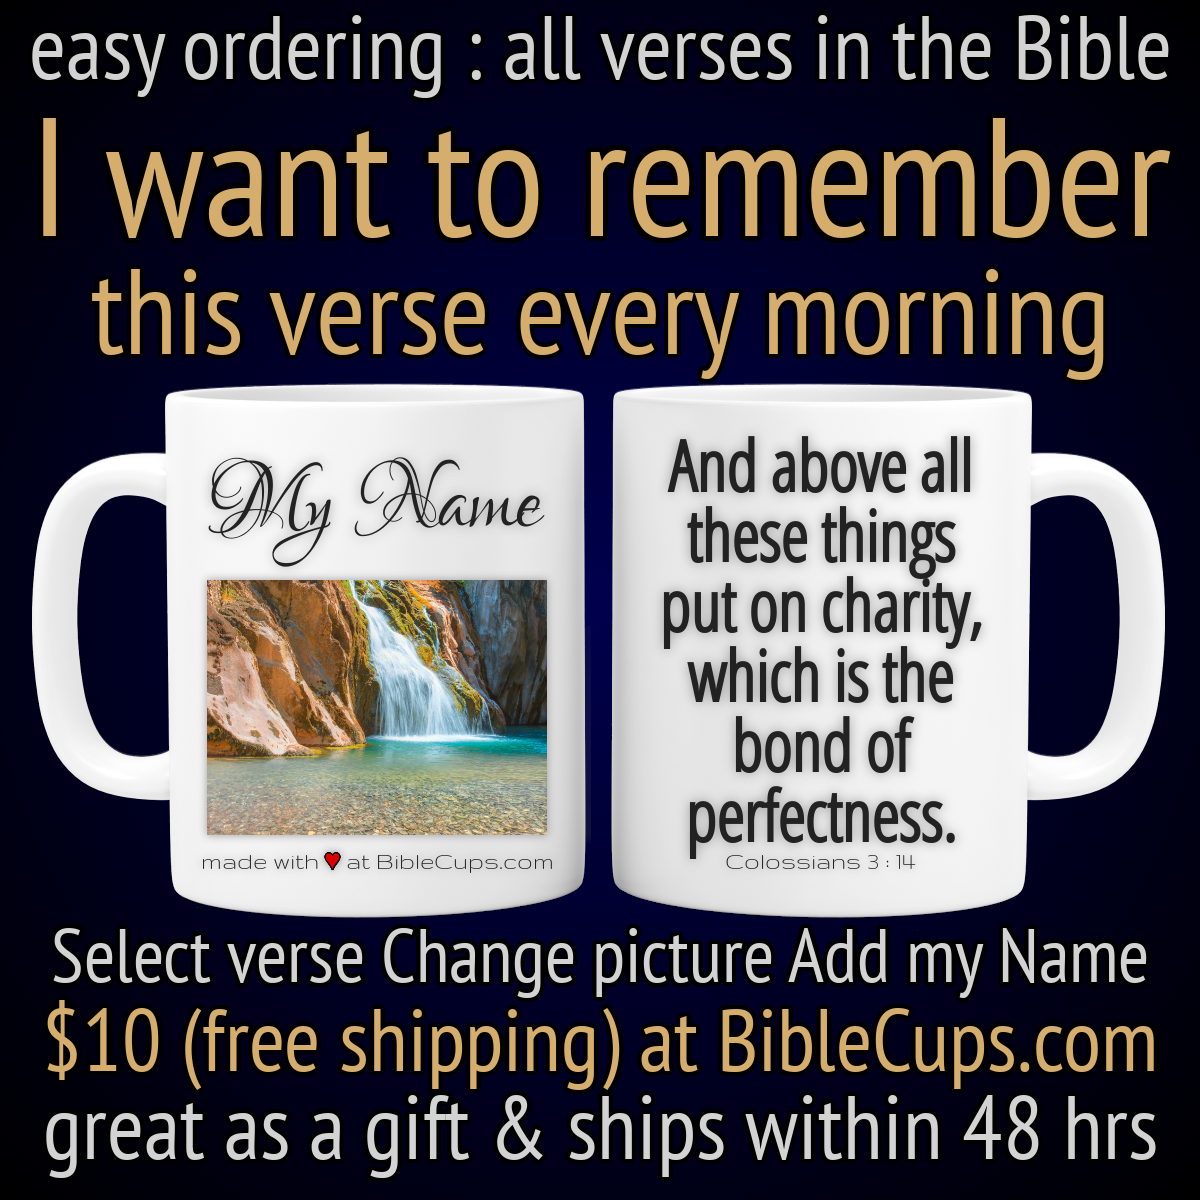 easy ordering : all verses in the Bible
I want to remember
this verse every morning
My Name
made with ❤ at BibleCups.com
And above all
these things
put on charity,
which is the
bond of
perfectness.
Colossians 3 : 14
Select verse Change picture Add my Name
$10 (free shipping) at BibleCups.com
great as a gift & ships within 48 hrs